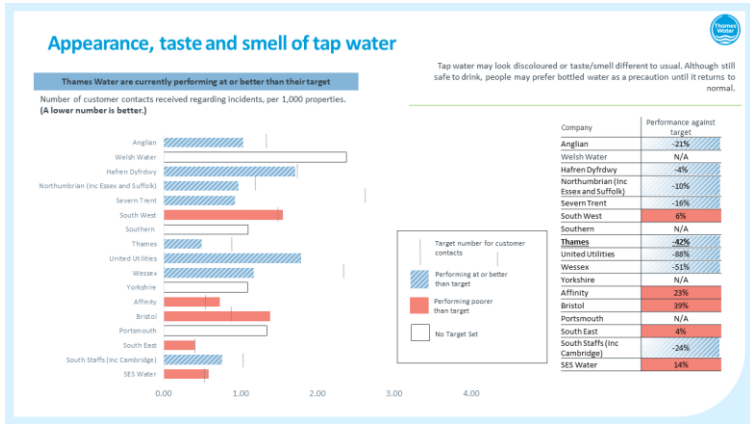 Appearance, taste and smell of tap water
Thames
Water
Thames Water are currently performing at or better than their target
Tap water may look discoloured or taste/smell different to usual. Although still
safe to drink, people may prefer bottled water as a precaution until it returns to
normal.
Number of customer contacts received regarding incidents, per 1,000 properties.
(A lower number is better.)
Anglian
Welsh Water
Hafren Dyfrdwy
Northumbrian (Inc Essex and Suffolk)
Severn Trent
South West
Southern
Thames
United Utilities
Wessex
Yorkshire
Affinity
Bristol
Portsmouth
South East
South Staffs (Inc Cambridge)
SES Water
0.00 1.00 2.00 3.00 4.00
Target number for customer
contacts
Performing at or better
than target
Performing poorer
than target
No Target Set
Company Performance against
target
Anglian -21%
Welsh Water N/A
Hafren Dyfrdwy -4%
Northumbrian (Inc
Essex and Suffolk) -10%
Severn Trent -16%
South West 6%
Southern N/A
Thames -42%
United Utilities -88%
Wessex -51%
Yorkshire N/A
Affinity 23%
Bristol 39%
Portsmouth N/A
South East 4%
South Staffs (Inc
Cambridge) -24%
SES Water 14%